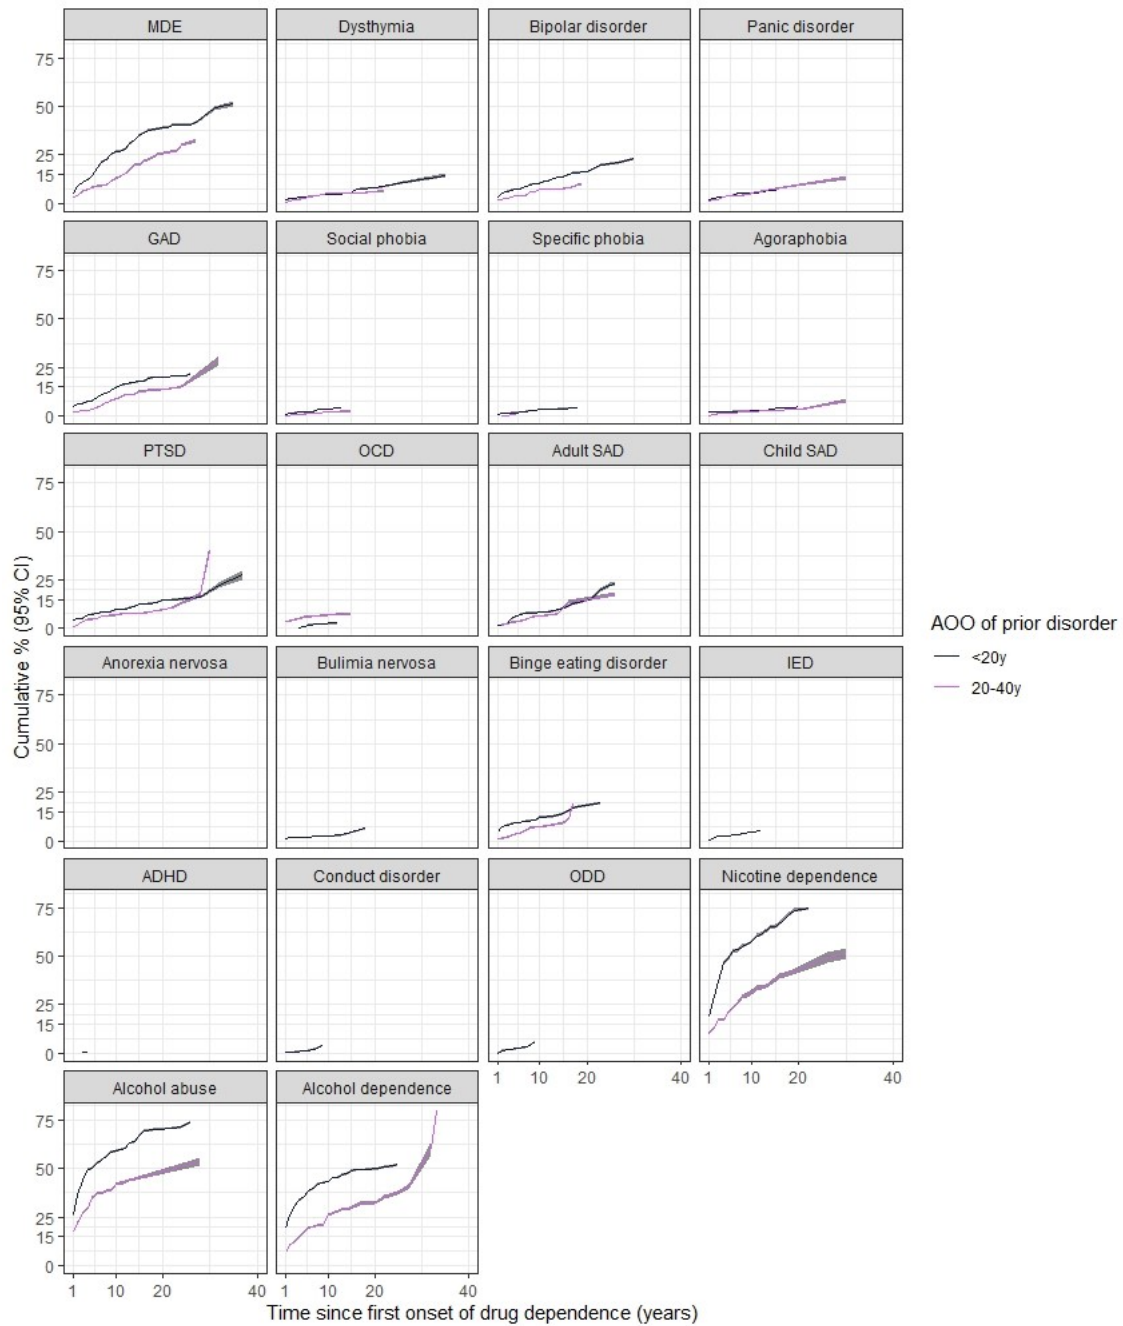 MDE Dysthymia Bipolar disorder Panic disorder
75
50
25
15
0
GAD Social phobia Specific phobia Agoraphobia
75
50
25
15
0
PTSD OCD Adult SAD Child SAD
75
50
25
15
0
Cumulative % (95% CI)
AOO of prior disorder
<20y
20-40y
Anorexia nervosa Bulimia nervosa Binge eating disorder IED
75
50
25
15
0
ADHD Conduct disorder ODD Nicotine dependence
75
50
25
15
0
1 10 20 40 1 10 20 40
Alcohol abuse Alcohol dependence
75
50
25
15
0
1 10 20 40 1 10 20 40
Time since first onset of drug dependence (years)